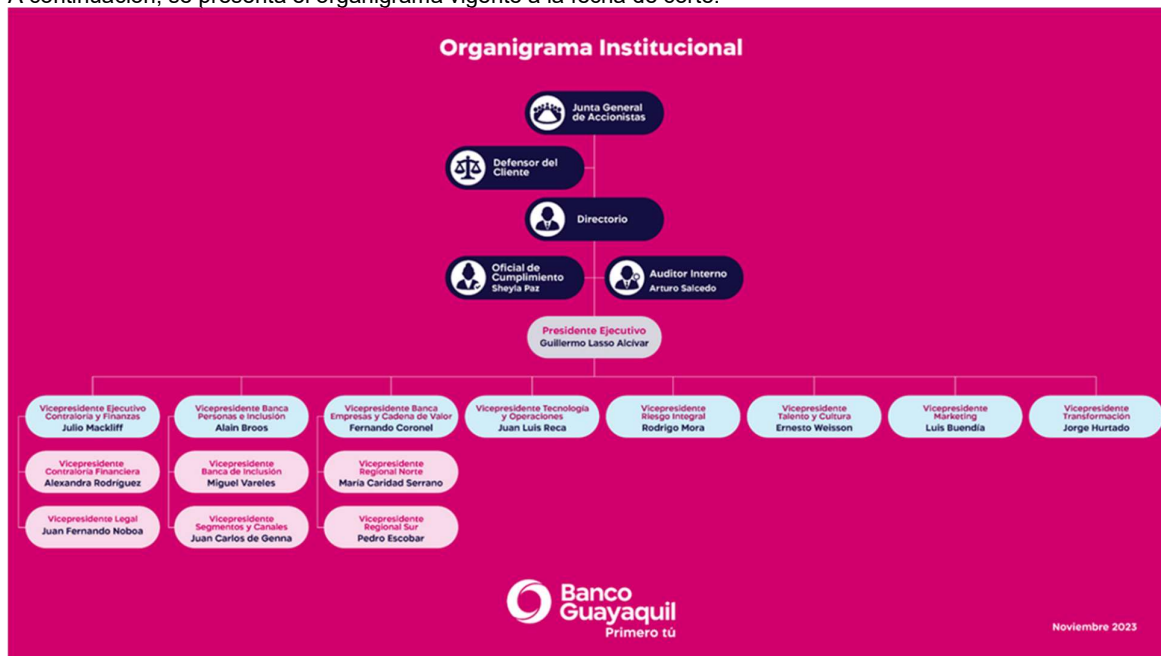 A continuación, se presenta el organigrama vigente a la fecha de corte:
Organigrama Institucional
Junta General
de Accionistas
Defensor del
Cliente
Directorio
Oficial de
Cumplimiento
Sheyla Paz
Auditor Interno
Arturo Salcedo
Presidente Ejecutivo
Guillermo Lasso Alcívar
Vicepresidente Ejecutivo
Contraloría y Finanzas
Julio Mackliff
Vicepresidente Banca
Personas e Inclusión
Alain Broos
Vicepresidente Banca
Empresas y Cadena de Valor
Fernando Coronel
Vicepresidente Tecnología
y Operaciones
Juan Luis Reca
Vicepresidente
Riesgo Integral
Rodrigo Mora
Vicepresidente
Talento y Cultura
Ernesto Weisson
Vicepresidente
Marketing
Luis Buendía
Vicepresidente
Transformación
Jorge Hurtado
Vicepresidente
Contraloría Financiera
Alexandra Rodríguez
Vicepresidente
Banca de Inclusión
Miguel Vareles
Vicepresidente
Regional Norte
María Caridad Serrano
Vicepresidente Legal
Juan Fernando Noboa
Vicepresidente
Segmentos y Canales
Juan Carlos de Genna
Vicepresidente
Regional Sur
Pedro Escobar
Banco
Guayaquil
Primero tú
Noviembre 2023